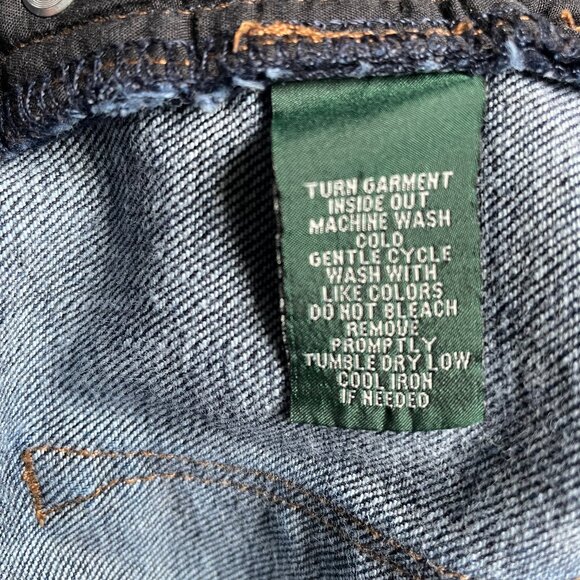 TURN GARMENT
INSIDE OUT
MACHINE WASH
COLD
GENTLE CYCLE
WASH WITH
LIKE COLORS
DO NOT BLEACH
REMOVE
PROMPTLY
TUMBLE DRY LOW
COOL IRON
IF NEEDED